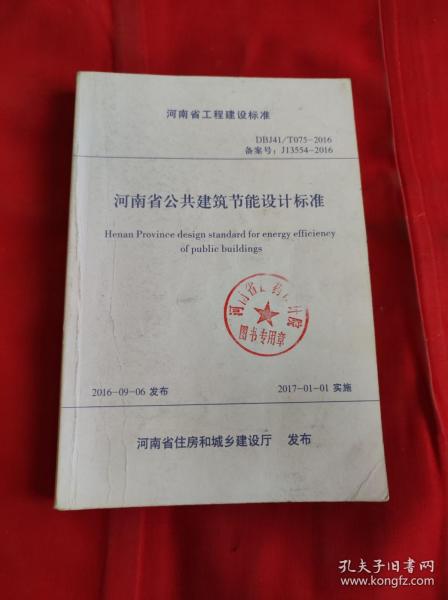 河南省工程建设标准
DBJ41/T075-2016
备案号：J13554-2016
河南省公共建筑节能设计标准
Henan Province design standard for energy efficiency
of public buildings
图书专用章
2016-09-06 发布
2017-01-01 实施
河南省住房和城乡建设厅 发布
孔夫子旧书网
www.kongfz.com